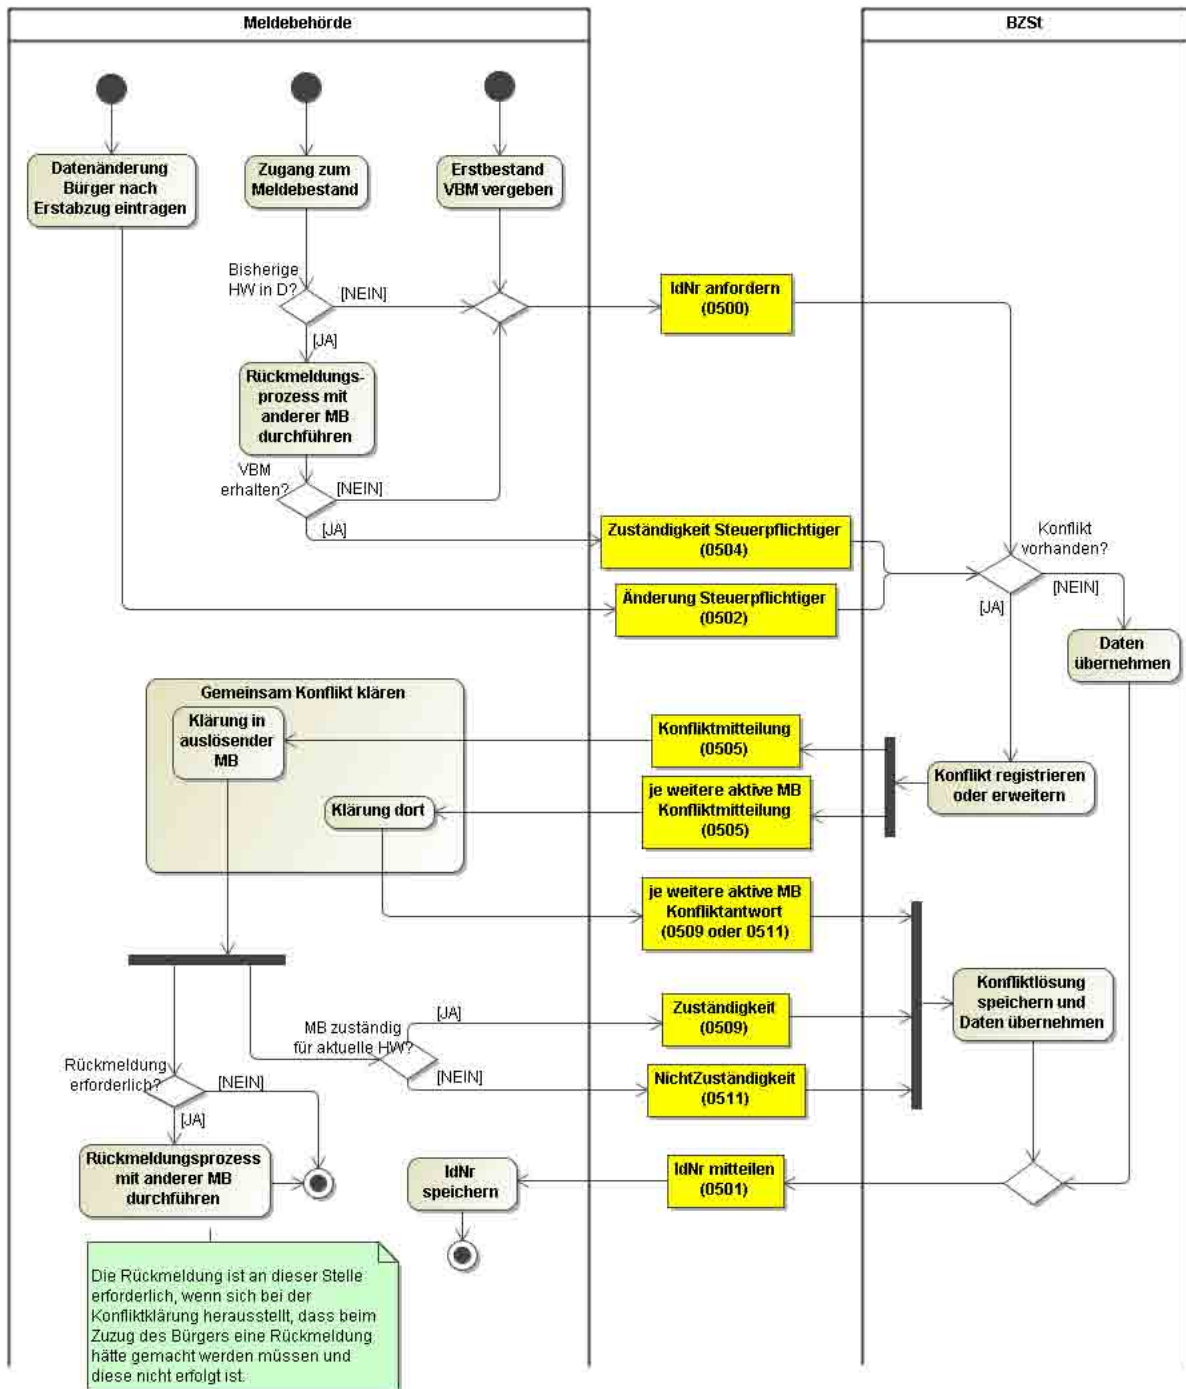 Meldebehörde
BZSt
Datenänderung
Bürger nach
Erstabzug eintragen
Zugang zum
Meldebestand
Erstbestand
VBM vergeben
Bisherige
HW in D?
[NEIN]
[JA]
IdNr anfordern
(0500)
Rückmeldungs-
prozess mit
anderer MB
durchführen
VBM
erhalten?
[NEIN]
[JA]
Zuständigkeit Steuerpflichtiger
(0504)
Änderung Steuerpflichtiger
(0502)
Konflikt
vorhanden?
[NEIN]
[JA]
Daten
übernehmen
Gemeinsam Konflikt klären
Klärung in
auslösender
MB
Klärung dort
Konfliktmitteilung
(0505)
je weitere aktive MB
Konfliktmitteilung
(0505)
Konflikt registrieren
oder erweitern
je weitere aktive MB
Konfliktantwort
(0509 oder 0511)
MB zuständig
für aktuelle HW?
[JA]
[NEIN]
Zuständigkeit
(0509)
NichtZuständigkeit
(0511)
Konfliktlösung
speichern und
Daten übernehmen
Rückmeldung
erforderlich?
[NEIN]
[JA]
Rückmeldungsprozess
mit anderer MB
durchführen
IdNr
speichern
IdNr mitteilen
(0501)
Die Rückmeldung ist an dieser Stelle
erforderlich, wenn sich bei der
Konfliktklärung herausstellt, dass beim
Zuzug des Bürgers eine Rückmeldung
hätte gemacht werden müssen und
diese nicht erfolgt ist.